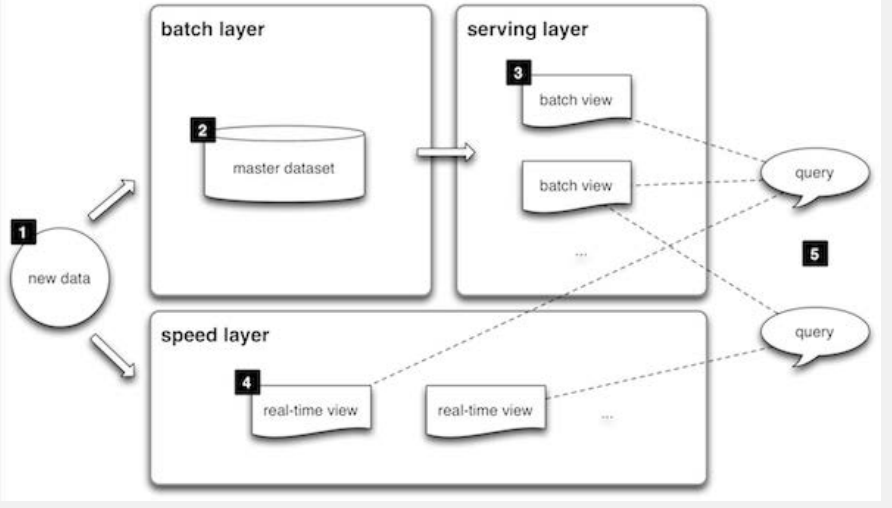 batch layer
serving layer
3
batch view
2
master dataset
query
batch view
1
new data
...
5
speed layer
query
4
real-time view
real-time view
...